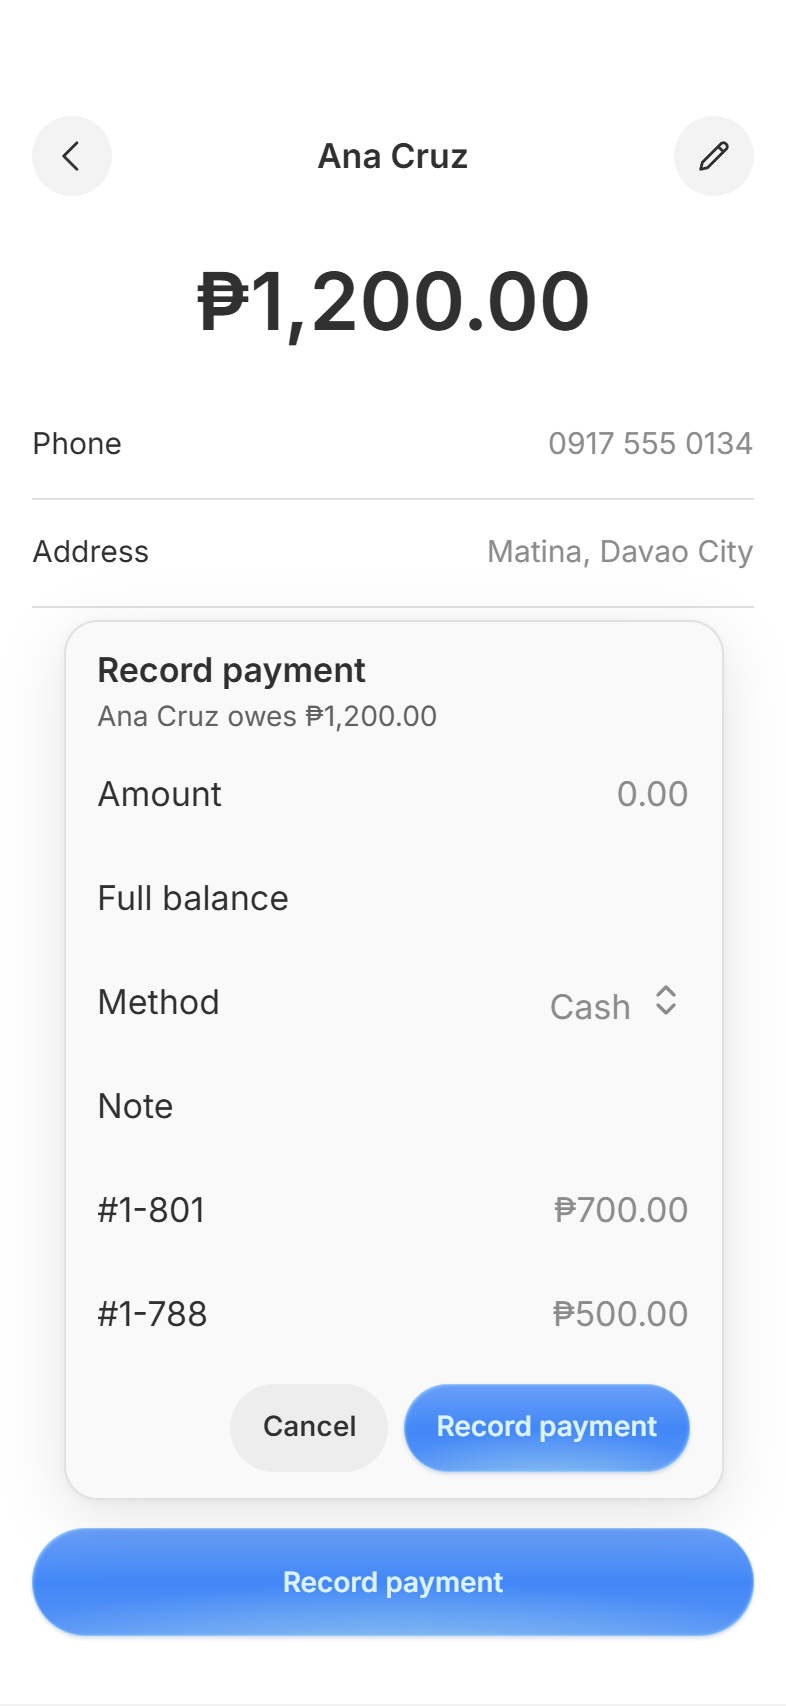 Ana Cruz
₱1,200.00
Phone 0917 555 0134
Address Matina, Davao City
Record payment
Ana Cruz owes ₱1,200.00
Amount 0.00
Full balance
Method Cash
Note
#1-801 ₱700.00
#1-788 ₱500.00
Cancel Record payment
Record payment